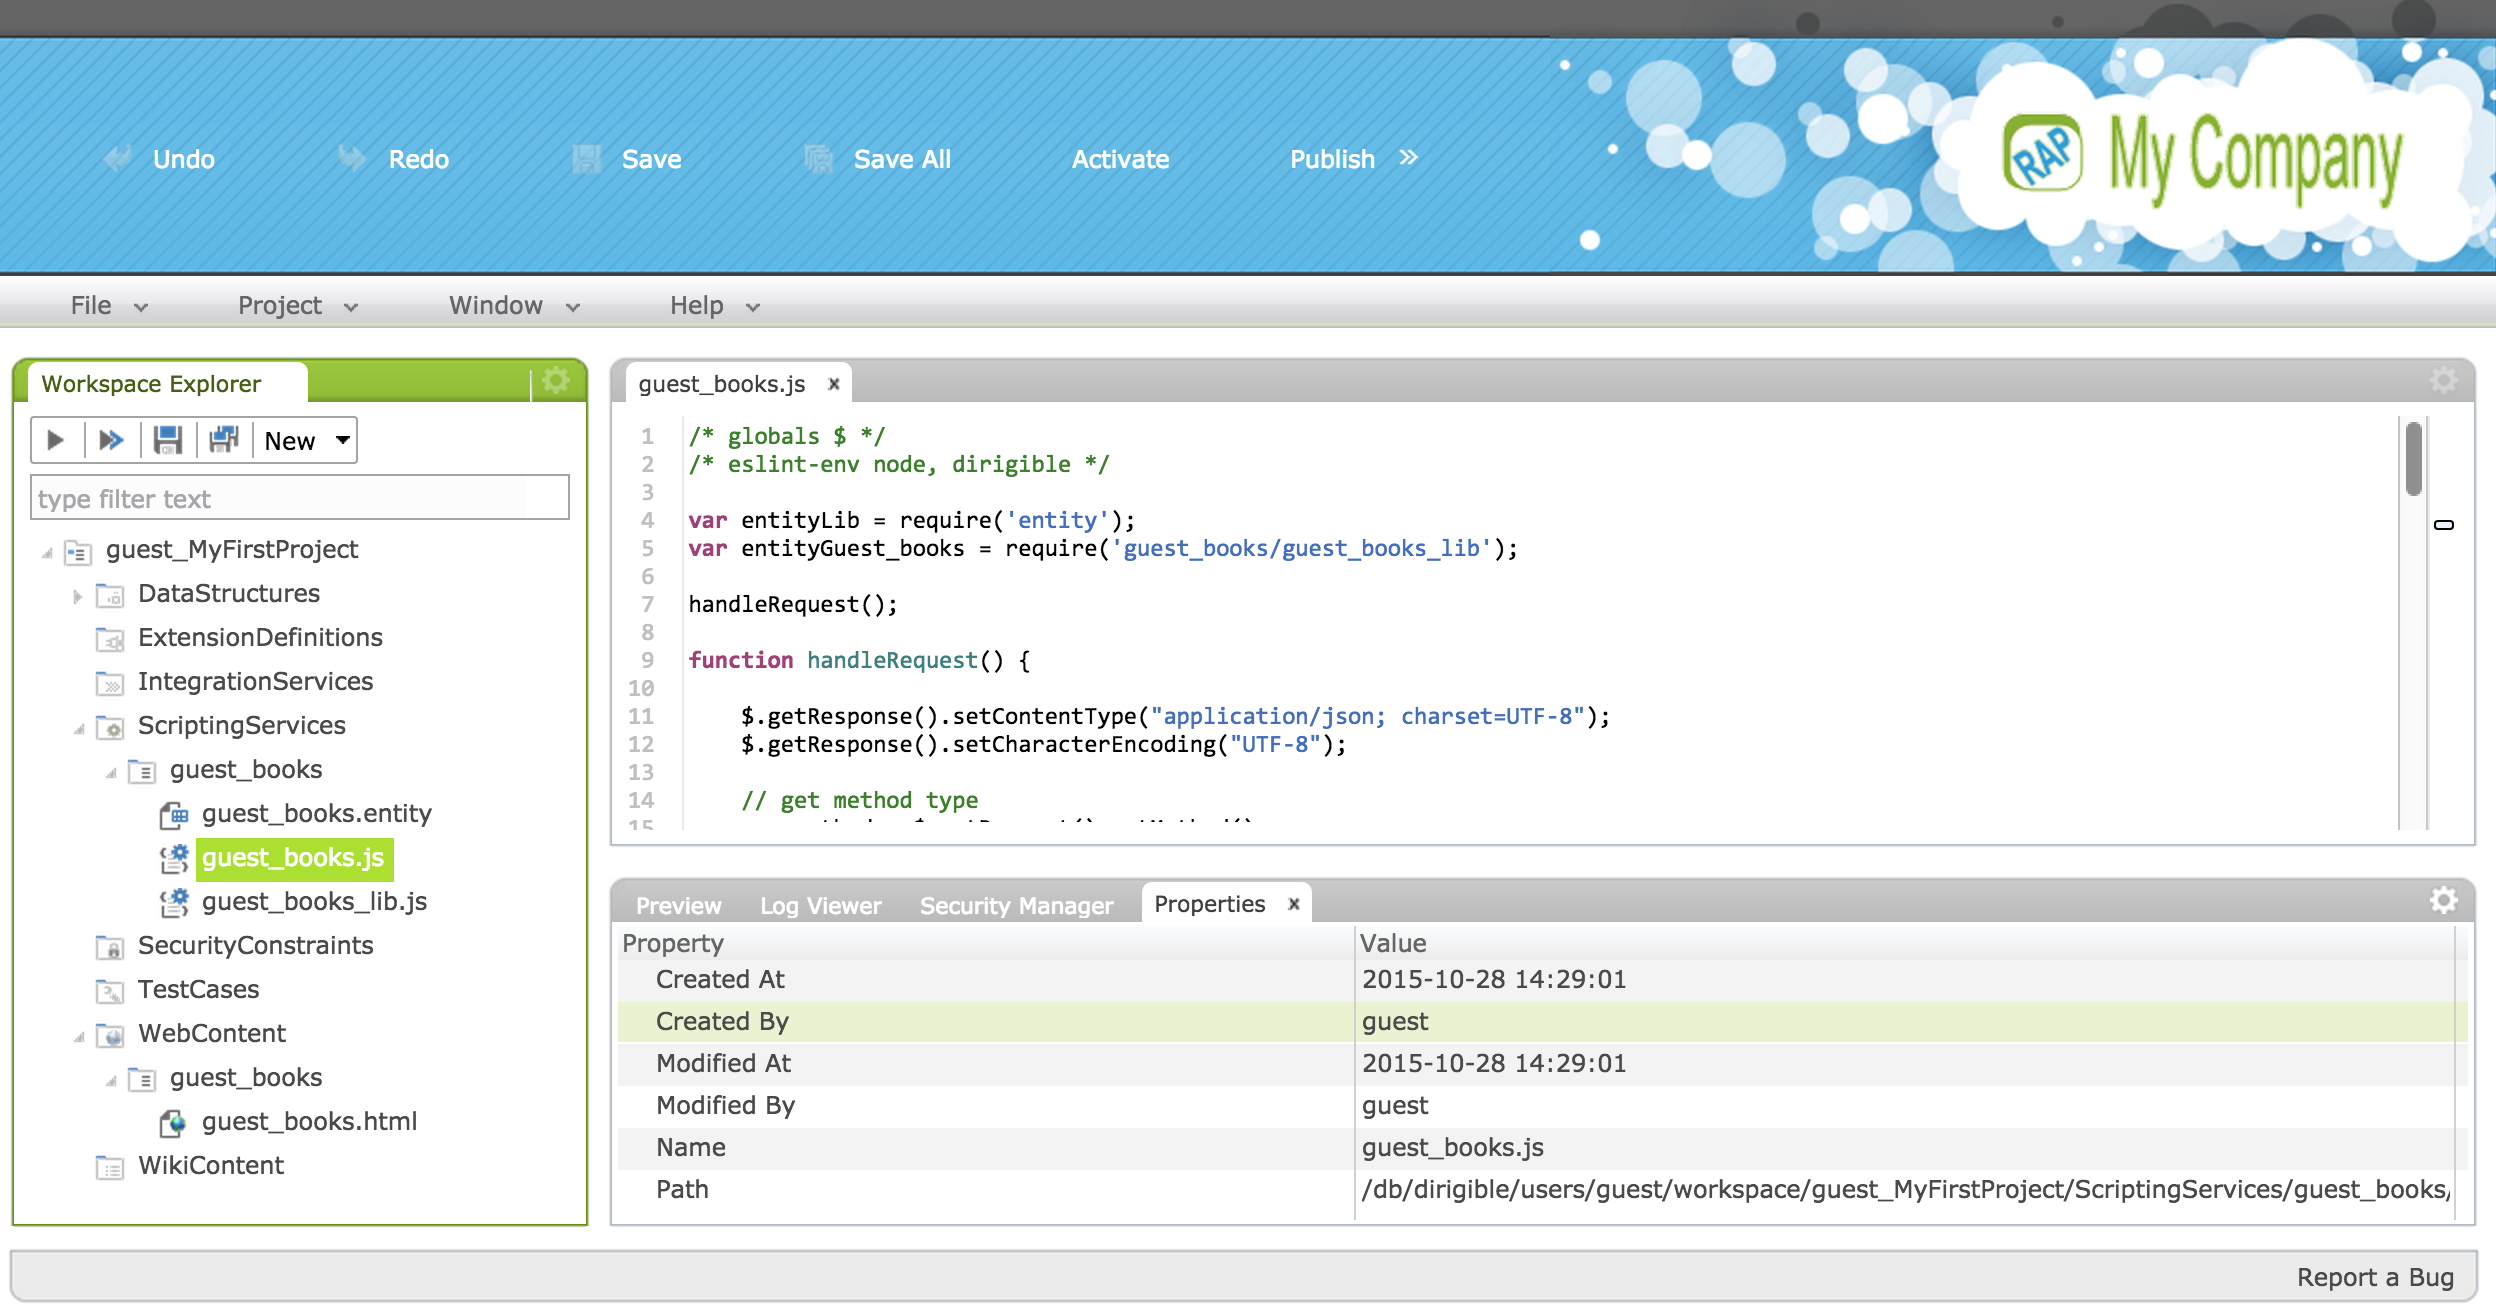 Undo Redo Save Save All Activate Publish »
RAP My Company
File Project Window Help
Workspace Explorer
New
type filter text
guest_MyFirstProject
DataStructures
ExtensionDefinitions
IntegrationServices
ScriptingServices
guest_books
guest_books.entity
guest_books.js
guest_books_lib.js
SecurityConstraints
TestCases
WebContent
guest_books
guest_books.html
WikiContent
guest_books.js x
1 /* globals $ */
2 /* eslint-env node, dirigible */
3
4 var entityLib = require('entity');
5 var entityGuest_books = require('guest_books/guest_books_lib');
6
7 handleRequest();
8
9 function handleRequest() {
10
11 $.getResponse().setContentType("application/json; charset=UTF-8");
12 $.getResponse().setCharacterEncoding("UTF-8");
13
14 // get method type
15
Preview Log Viewer Security Manager Properties x
Property Value
Created At 2015-10-28 14:29:01
Created By guest
Modified At 2015-10-28 14:29:01
Modified By guest
Name guest_books.js
Path /db/dirigible/users/guest/workspace/guest_MyFirstProject/ScriptingServices/guest_books/
Report a Bug